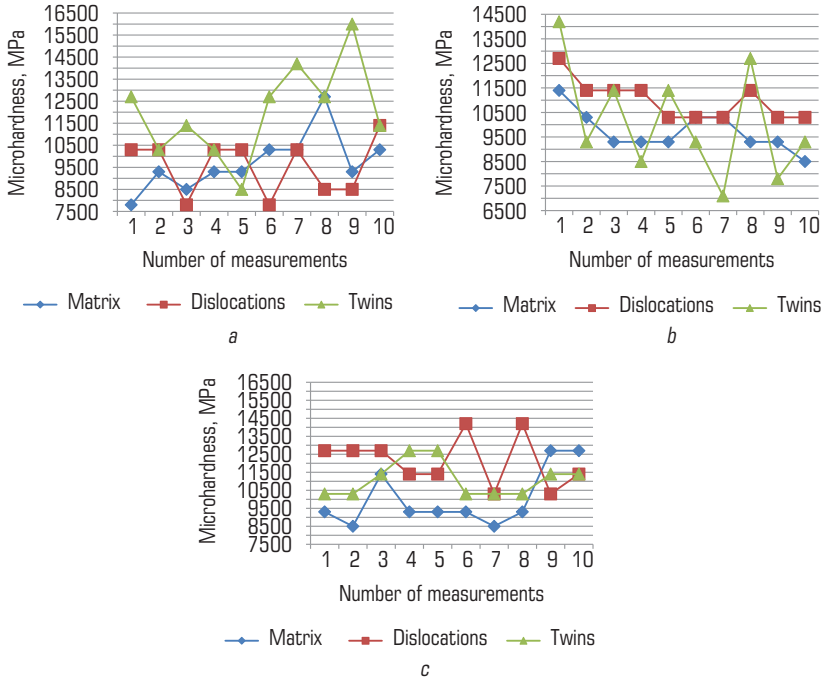 Microhardness, MPa
16500
15500
14500
13500
12500
11500
10500
9500
8500
7500
1 2 3 4 5 6 7 8 9 10
Number of measurements
Matrix Dislocations Twins
a
Microhardness, MPa
14500
13500
12500
11500
10500
9500
8500
7500
6500
1 2 3 4 5 6 7 8 9 10
Number of measurements
Matrix Dislocations Twins
b
Microhardness, MPa
16500
15500
14500
13500
12500
11500
10500
9500
8500
7500
1 2 3 4 5 6 7 8 9 10
Number of measurements
Matrix Dislocations Twins
c